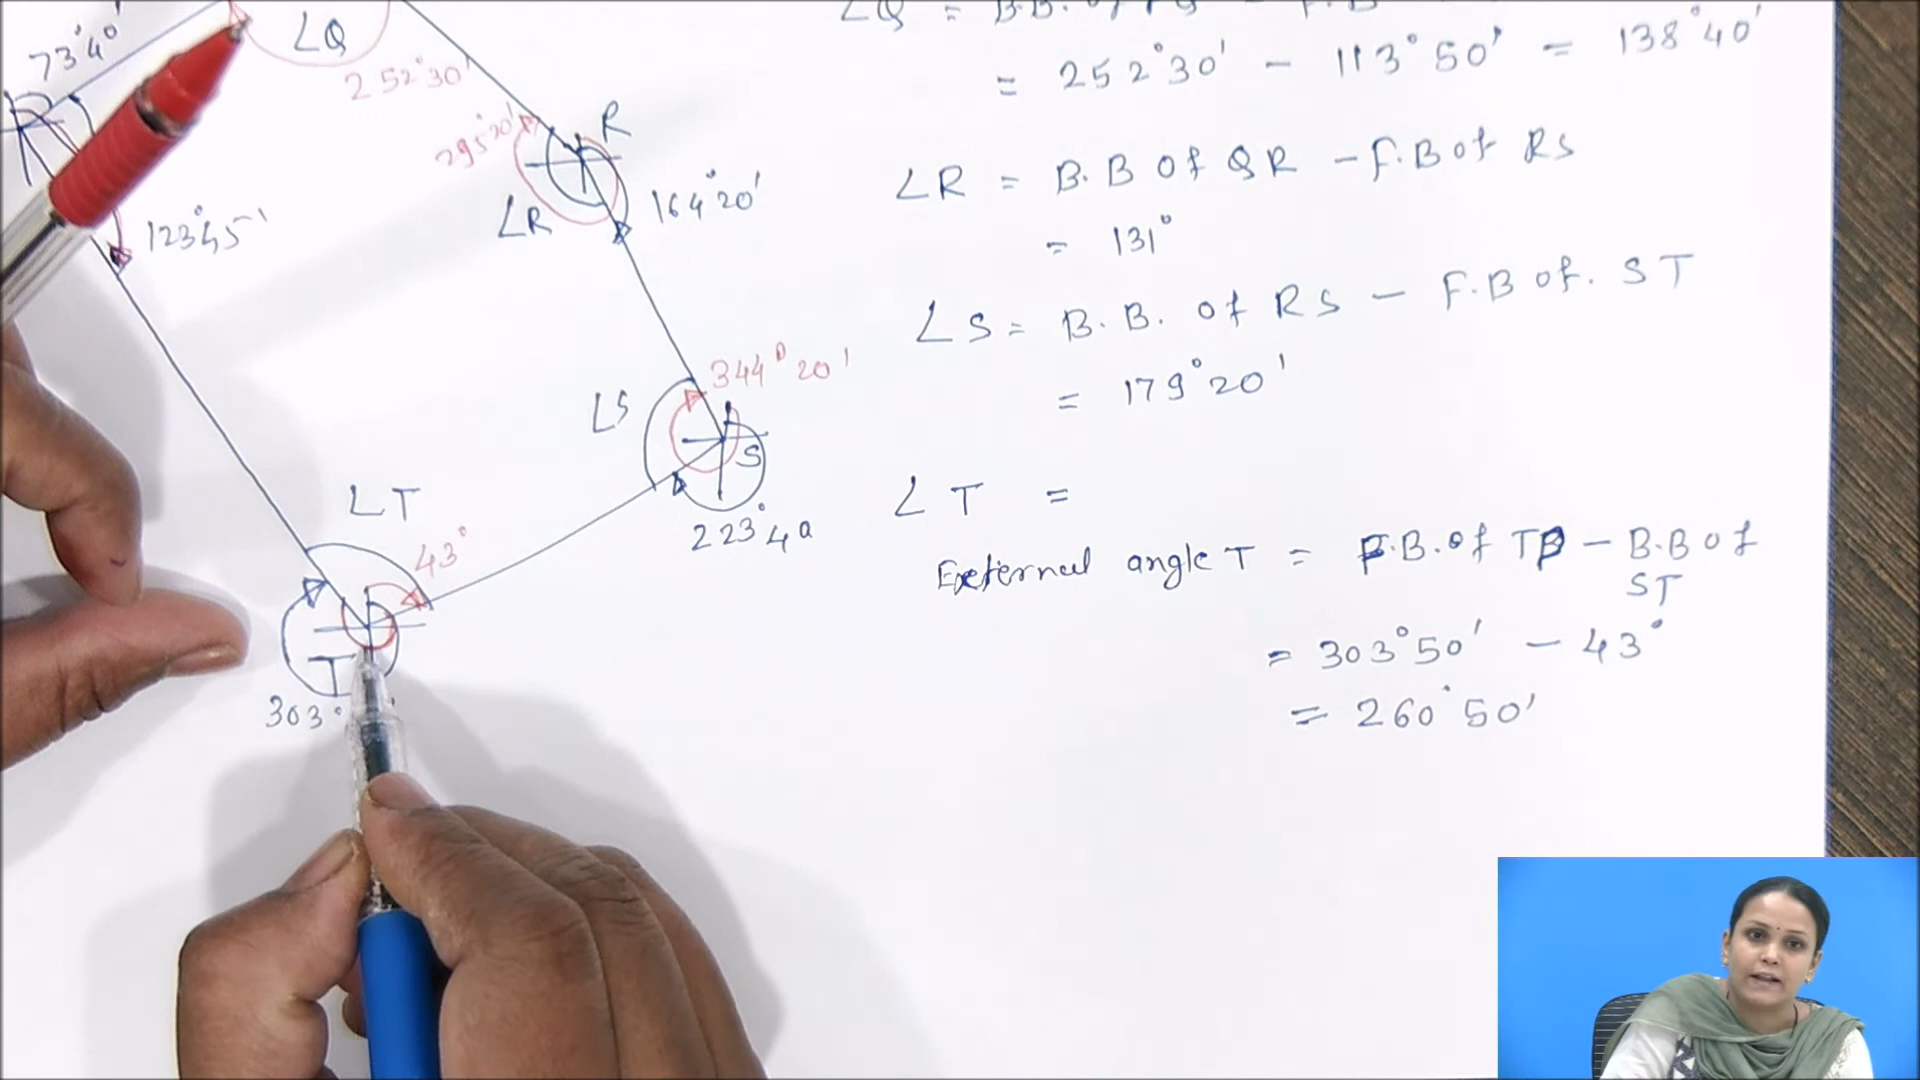 73°40'
∠Q
252°30'
295°20'
R
∠R
164°20'
123°45'
344°20'
∠S
S
223°40
∠T
43°
T
303°
∠Q = B.B. of
= 252°30' - 113°50' = 138°40'
∠R = B.B of QR - F.B of RS
= 131°
∠S = B.B. of RS - F.B of. ST
= 179°20'
∠T =
External angle T = F.B. of TP - B.B of
ST
= 303°50' - 43°
= 260°50'